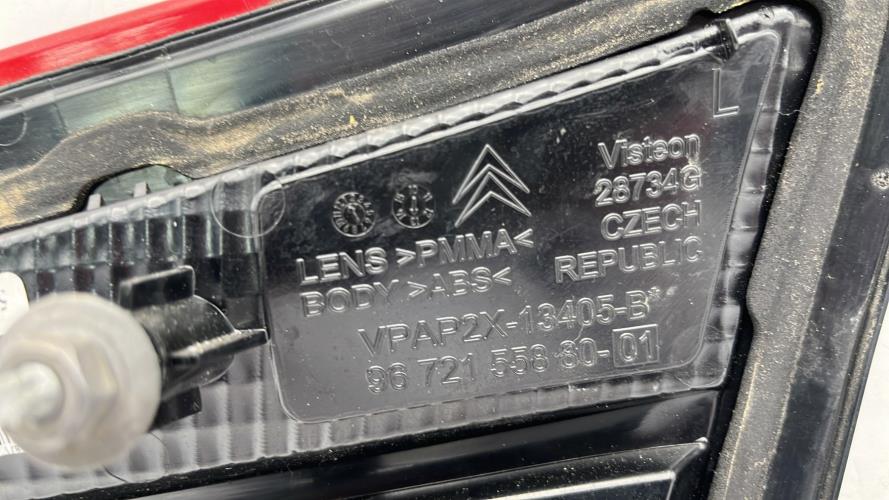 L
Visteon
28734G
CZECH
REPUBLIC
LENS >PMMA<
BODY >ABS<
VPAP2X-13405-B*
96 721 558 80-01